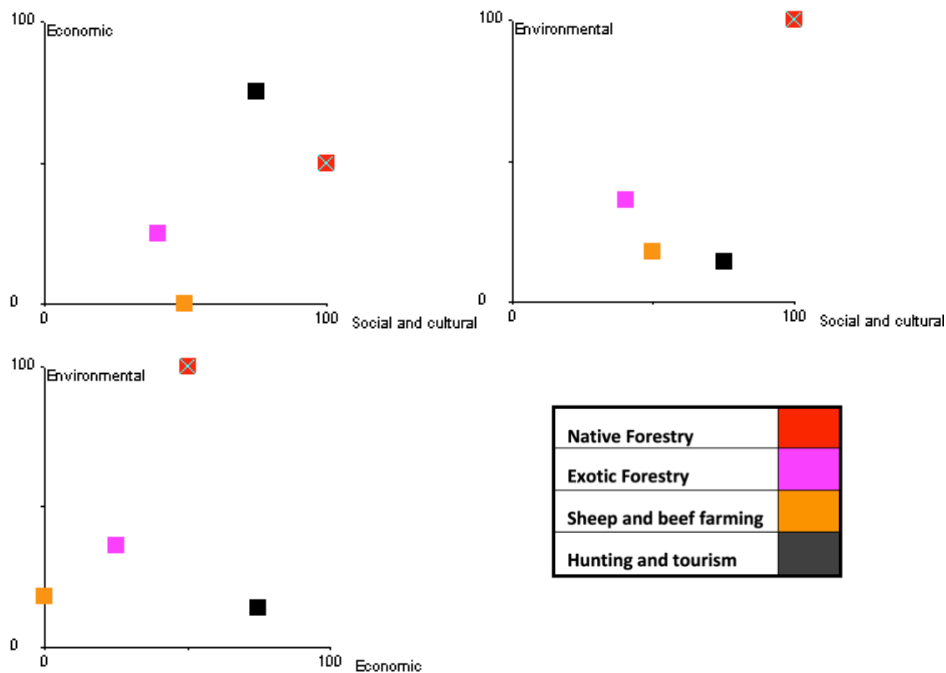 100
Economic
0
0
100
Social and cultural
100
Environmental
0
0
100
Social and cultural
100
Environmental
0
0
100
Economic
Native Forestry
Exotic Forestry
Sheep and beef farming
Hunting and tourism